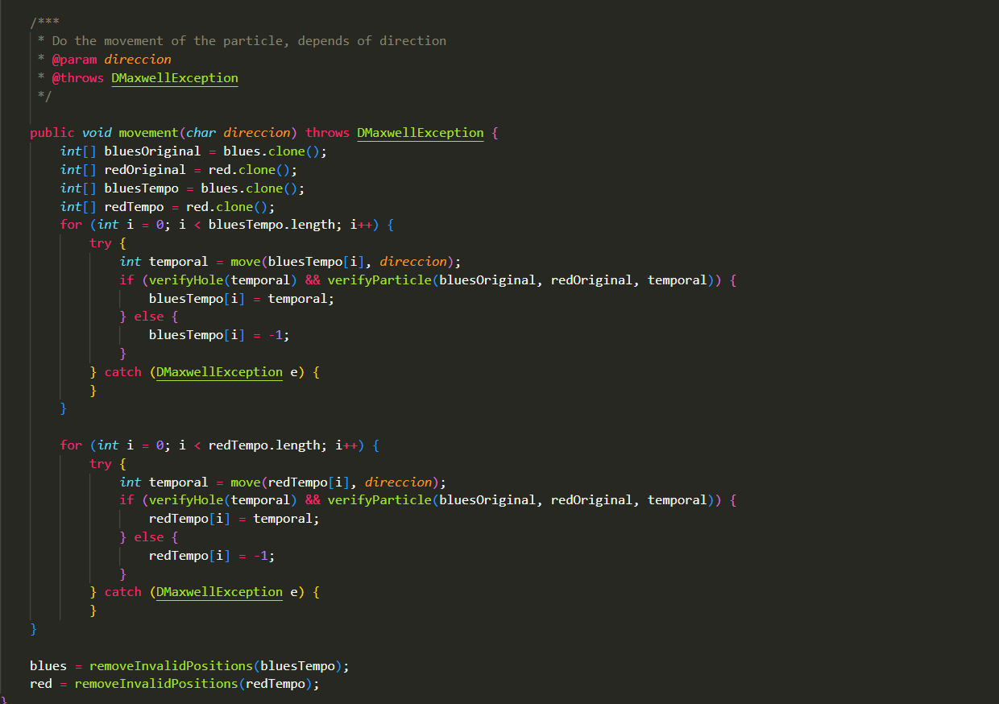 /***
 * Do the movement of the particle, depends of direction
 * @param direccion
 * @throws DMaxwellException
 */
public void movement(char direccion) throws DMaxwellException {
    int[] bluesOriginal = blues.clone();
    int[] redOriginal = red.clone();
    int[] bluesTempo = blues.clone();
    int[] redTempo = red.clone();
    for (int i = 0; i < bluesTempo.length; i++) {
        try {
            int temporal = move(bluesTempo[i], direccion);
            if (verifyHole(temporal) && verifyParticle(bluesOriginal, redOriginal, temporal)) {
                bluesTempo[i] = temporal;
            } else {
                bluesTempo[i] = -1;
            }
        } catch (DMaxwellException e) {
        }
    }
    for (int i = 0; i < redTempo.length; i++) {
        try {
            int temporal = move(redTempo[i], direccion);
            if (verifyHole(temporal) && verifyParticle(bluesOriginal, redOriginal, temporal)) {
                redTempo[i] = temporal;
            } else {
                redTempo[i] = -1;
            }
        } catch (DMaxwellException e) {
        }
}
blues = removeInvalidPositions(bluesTempo);
red = removeInvalidPositions(redTempo);
}